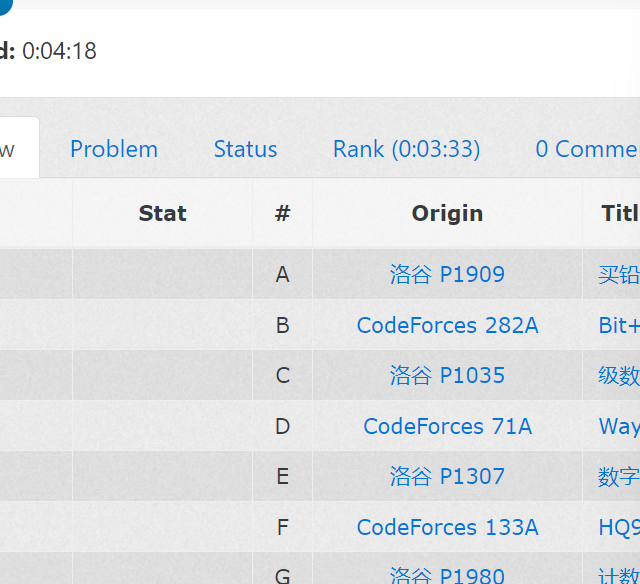 d: 0:04:18
w Problem Status Rank (0:03:33) 0 Comme
Stat # Origin Titl
A 洛谷 P1909 买铅
B CodeForces 282A Bit+
C 洛谷 P1035 级数
D CodeForces 71A Way
E 洛谷 P1307 数字
F CodeForces 133A HQ9
G 洛谷 P1980 计数